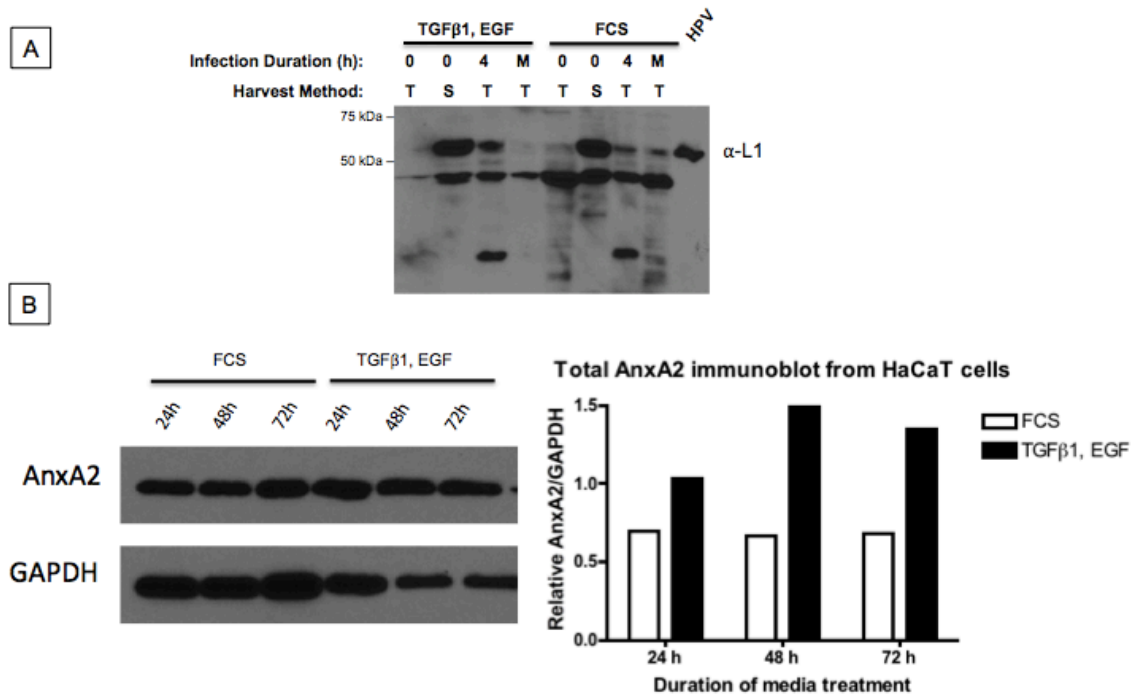 A
TGFβ1, EGF FCS HPV
Infection Duration (h): 0 0 4 M 0 0 4 M
Harvest Method: T S T T T S T T
75 kDa
50 kDa
α-L1
B
FCS TGFβ1, EGF
24h 48h 72h 24h 48h 72h
AnxA2
GAPDH
Total AnxA2 immunoblot from HaCaT cells
Relative AnxA2/GAPDH
1.5
1.0
0.5
0.0
24 h 48 h 72 h
Duration of media treatment
FCS
TGFβ1, EGF